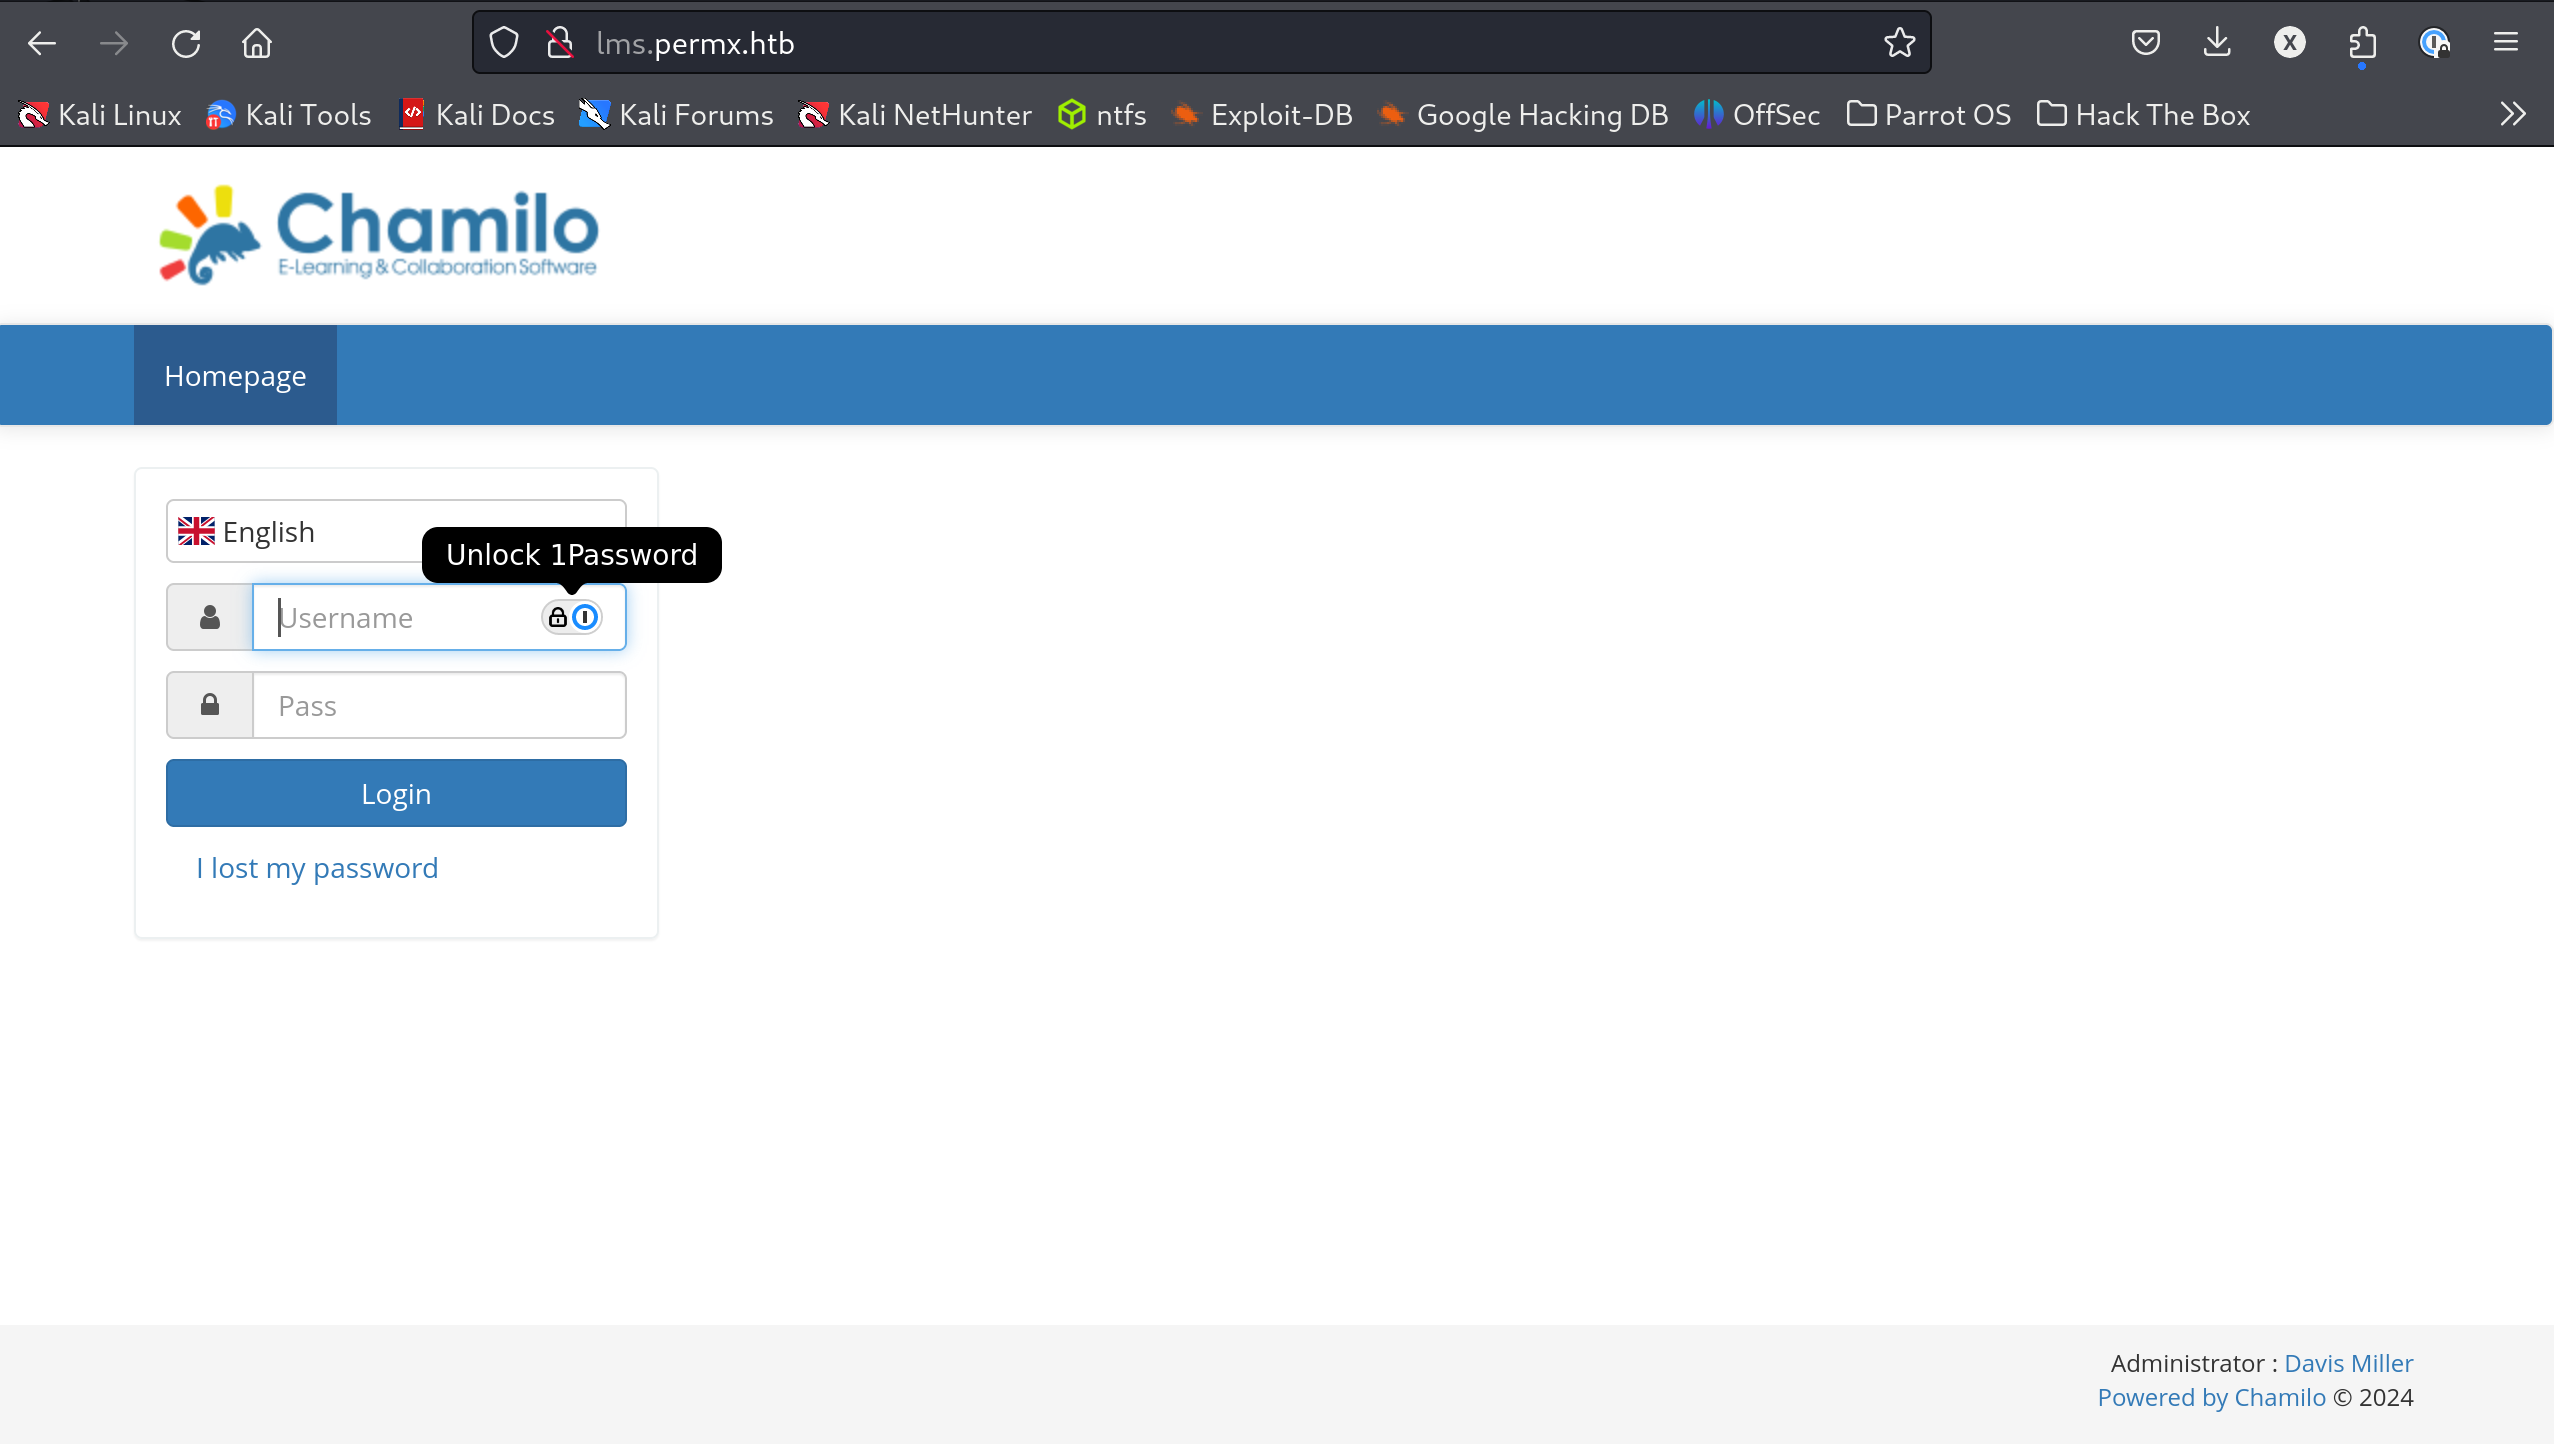 lms.permx.htb
Kali Linux Kali Tools Kali Docs Kali Forums Kali NetHunter ntfs Exploit-DB Google Hacking DB OffSec Parrot OS Hack The Box
Chamilo
E-Learning & Collaboration Software
Homepage
English
Unlock 1Password
Username
Pass
Login
I lost my password
Administrator : Davis Miller
Powered by Chamilo © 2024